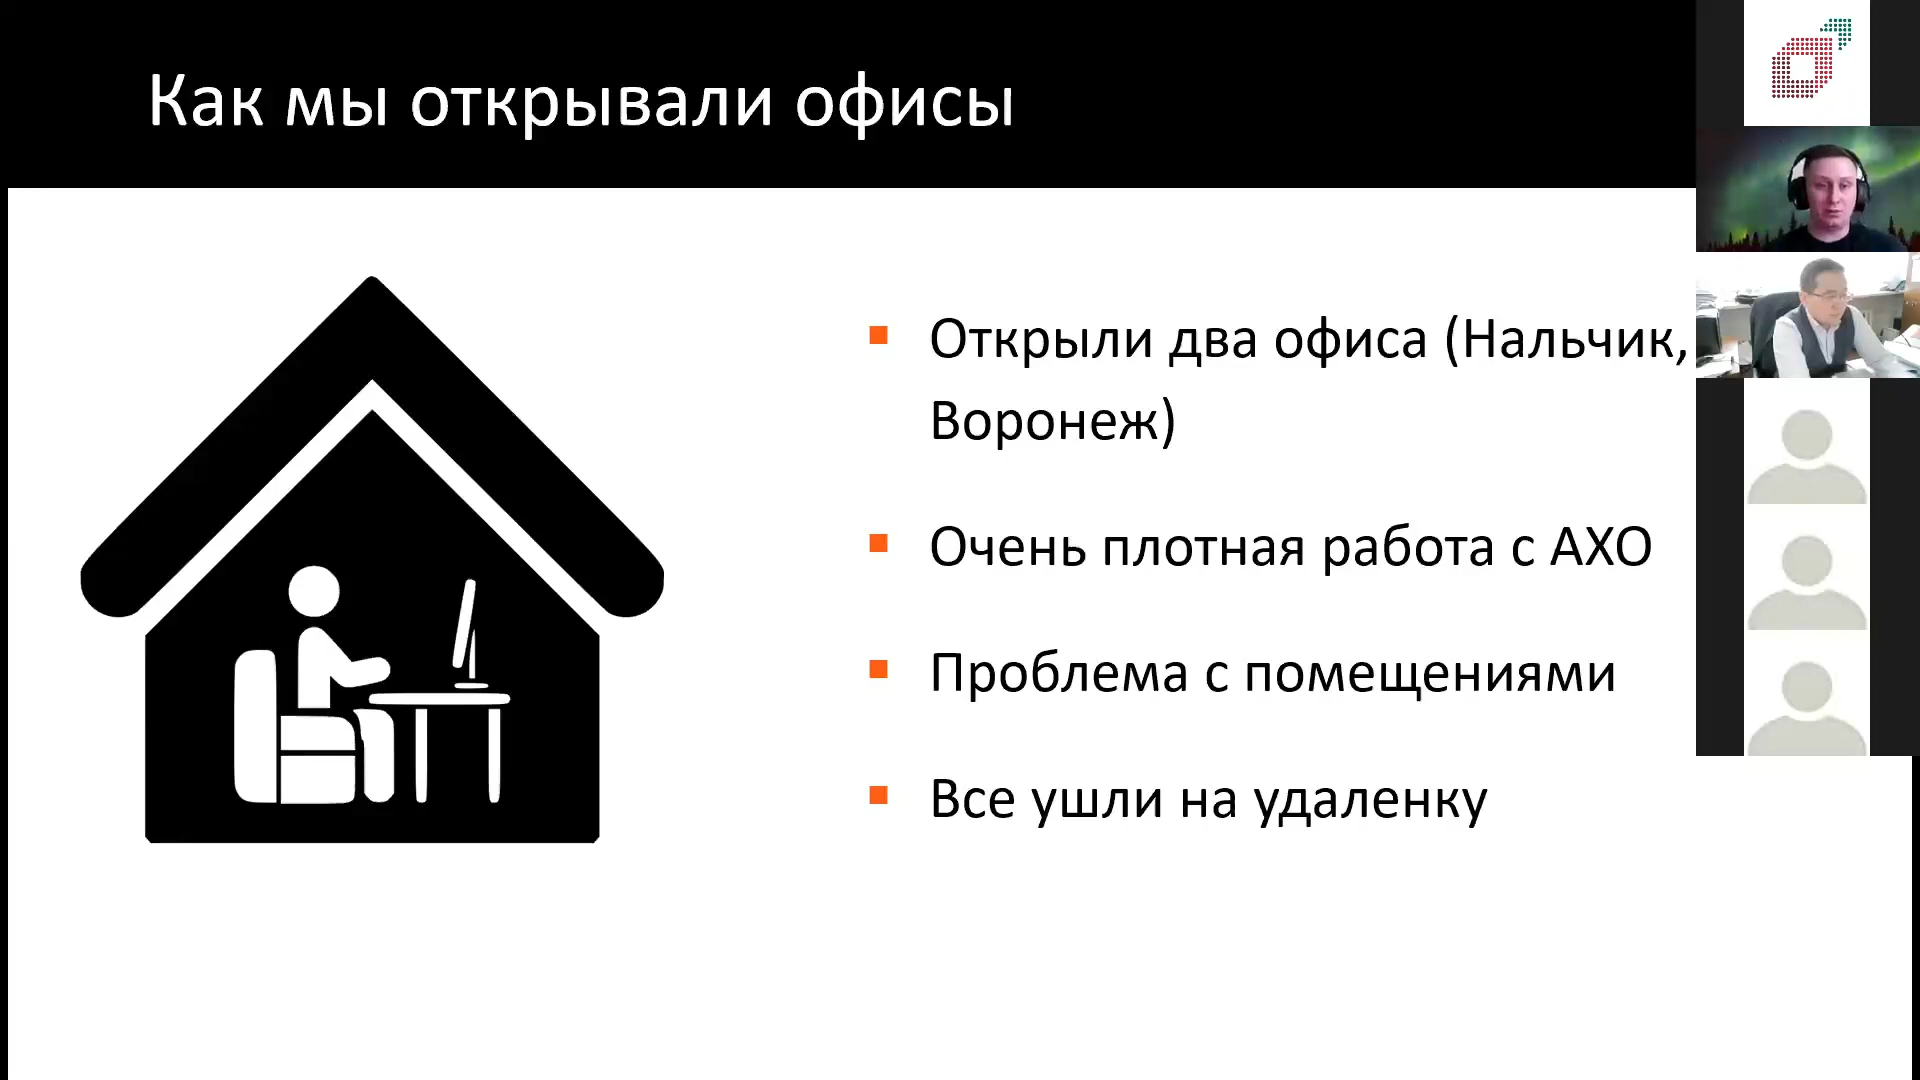 Как мы открывали офисы
Открыли два офиса (Нальчик,
Воронеж)
Очень плотная работа с АХО
Проблема с помещениями
Все ушли на удаленку